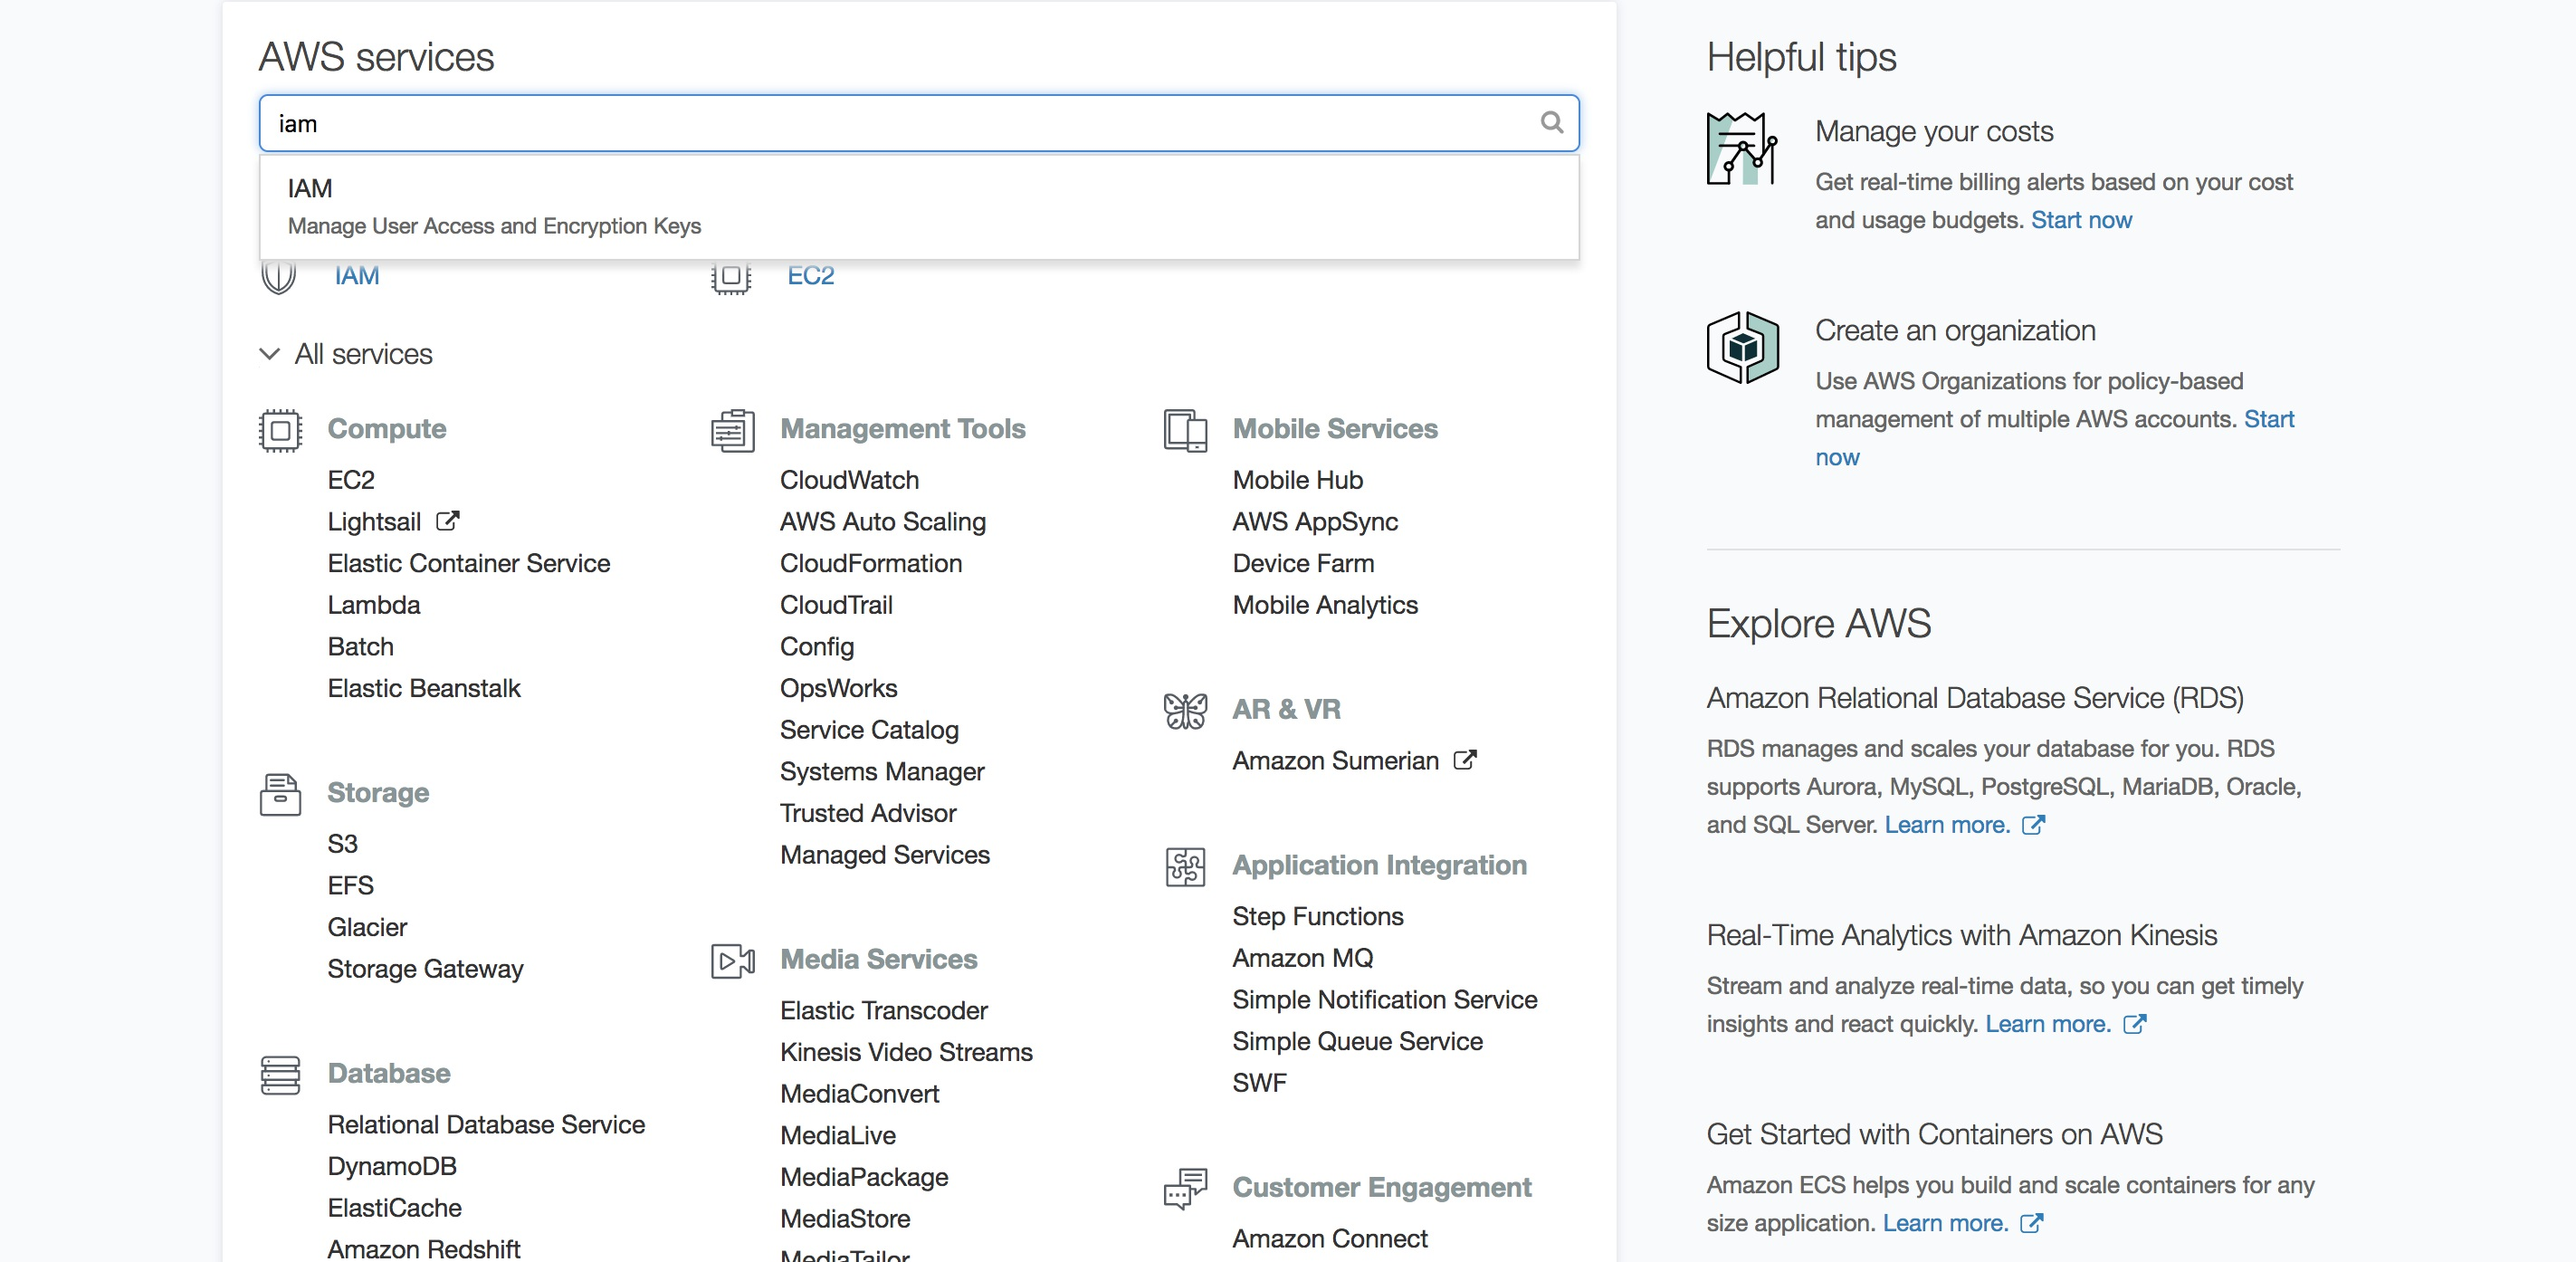 AWS services
iam
IAM
Manage User Access and Encryption Keys
IAM
EC2
All services
Compute
EC2
Lightsail
Elastic Container Service
Lambda
Batch
Elastic Beanstalk
Storage
S3
EFS
Glacier
Storage Gateway
Database
Relational Database Service
DynamoDB
ElastiCache
Amazon Redshift
Management Tools
CloudWatch
AWS Auto Scaling
CloudFormation
CloudTrail
Config
OpsWorks
Service Catalog
Systems Manager
Trusted Advisor
Managed Services
Media Services
Elastic Transcoder
Kinesis Video Streams
MediaConvert
MediaLive
MediaPackage
MediaStore
MediaTailor
Mobile Services
Mobile Hub
AWS AppSync
Device Farm
Mobile Analytics
AR & VR
Amazon Sumerian
Application Integration
Step Functions
Amazon MQ
Simple Notification Service
Simple Queue Service
SWF
Customer Engagement
Amazon Connect
Helpful tips
Manage your costs
Get real-time billing alerts based on your cost
and usage budgets. Start now
Create an organization
Use AWS Organizations for policy-based
management of multiple AWS accounts. Start
now
Explore AWS
Amazon Relational Database Service (RDS)
RDS manages and scales your database for you. RDS
supports Aurora, MySQL, PostgreSQL, MariaDB, Oracle,
and SQL Server. Learn more.
Real-Time Analytics with Amazon Kinesis
Stream and analyze real-time data, so you can get timely
insights and react quickly. Learn more.
Get Started with Containers on AWS
Amazon ECS helps you build and scale containers for any
size application. Learn more.